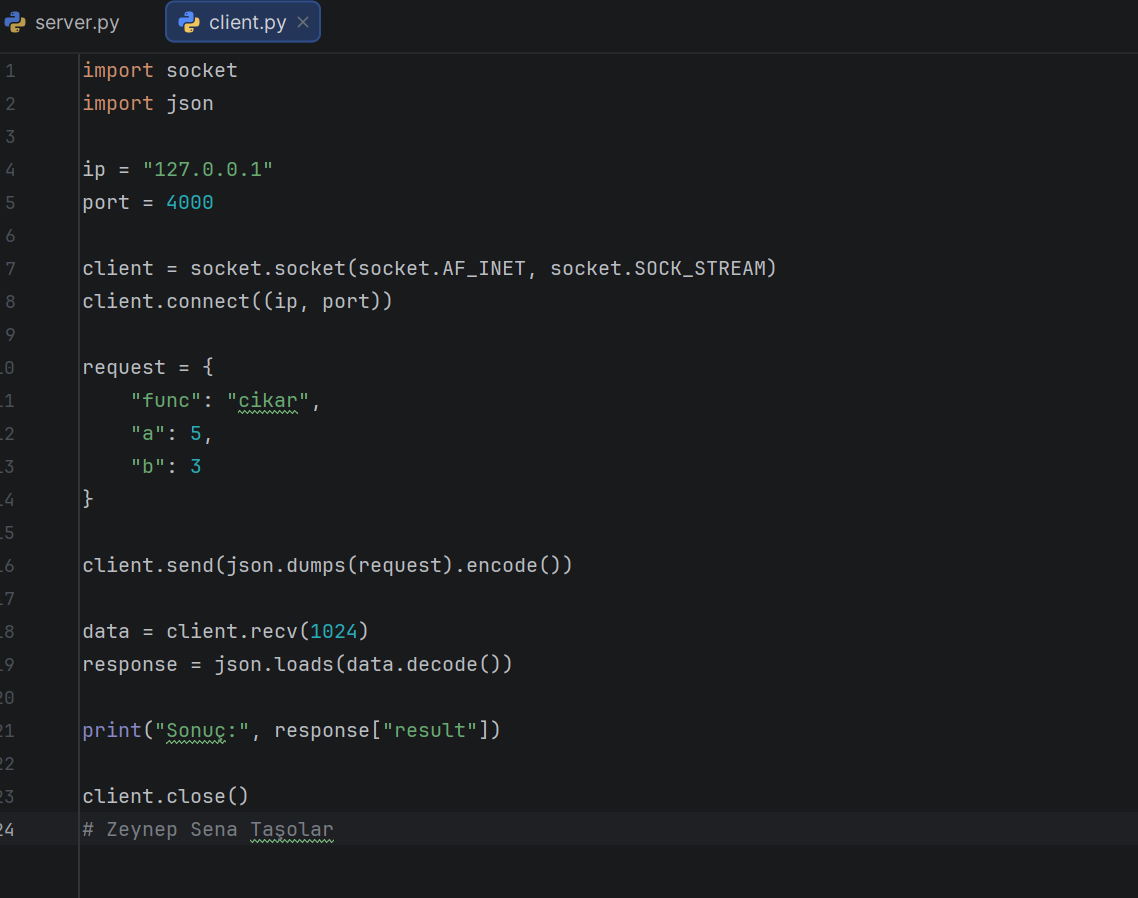 server.py
client.py
1 import socket
2 import json
3
4 ip = "127.0.0.1"
5 port = 4000
6
7 client = socket.socket(socket.AF_INET, socket.SOCK_STREAM)
8 client.connect((ip, port))
9
10 request = {
11     "func": "cikar",
12     "a": 5,
13     "b": 3
14 }
15
16 client.send(json.dumps(request).encode())
17
18 data = client.recv(1024)
19 response = json.loads(data.decode())
20
21 print("Sonuç:", response["result"])
22
23 client.close()
24 # Zeynep Sena Taşolar